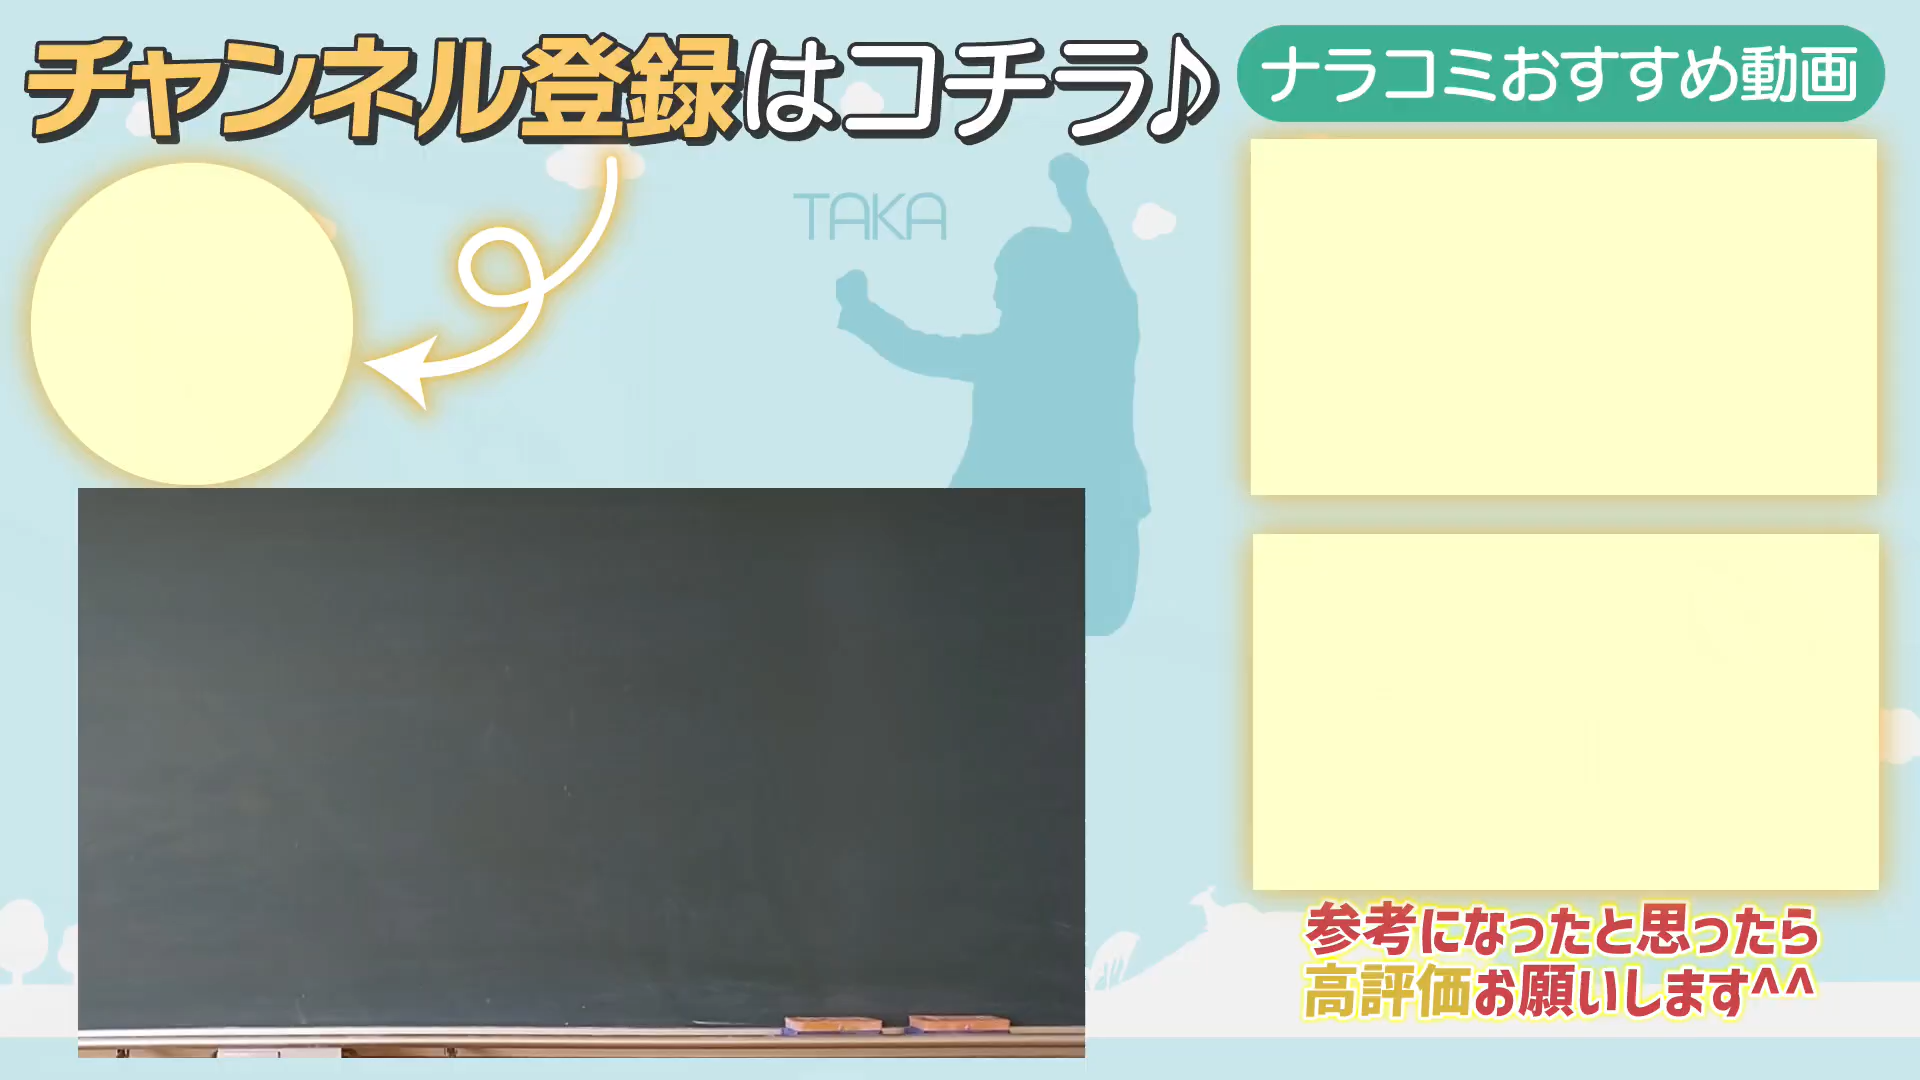 チャンネル登録はコチラ♪
ナラコミおすすめ動画
TAKA
参考になったと思ったら
高評価お願いします^^